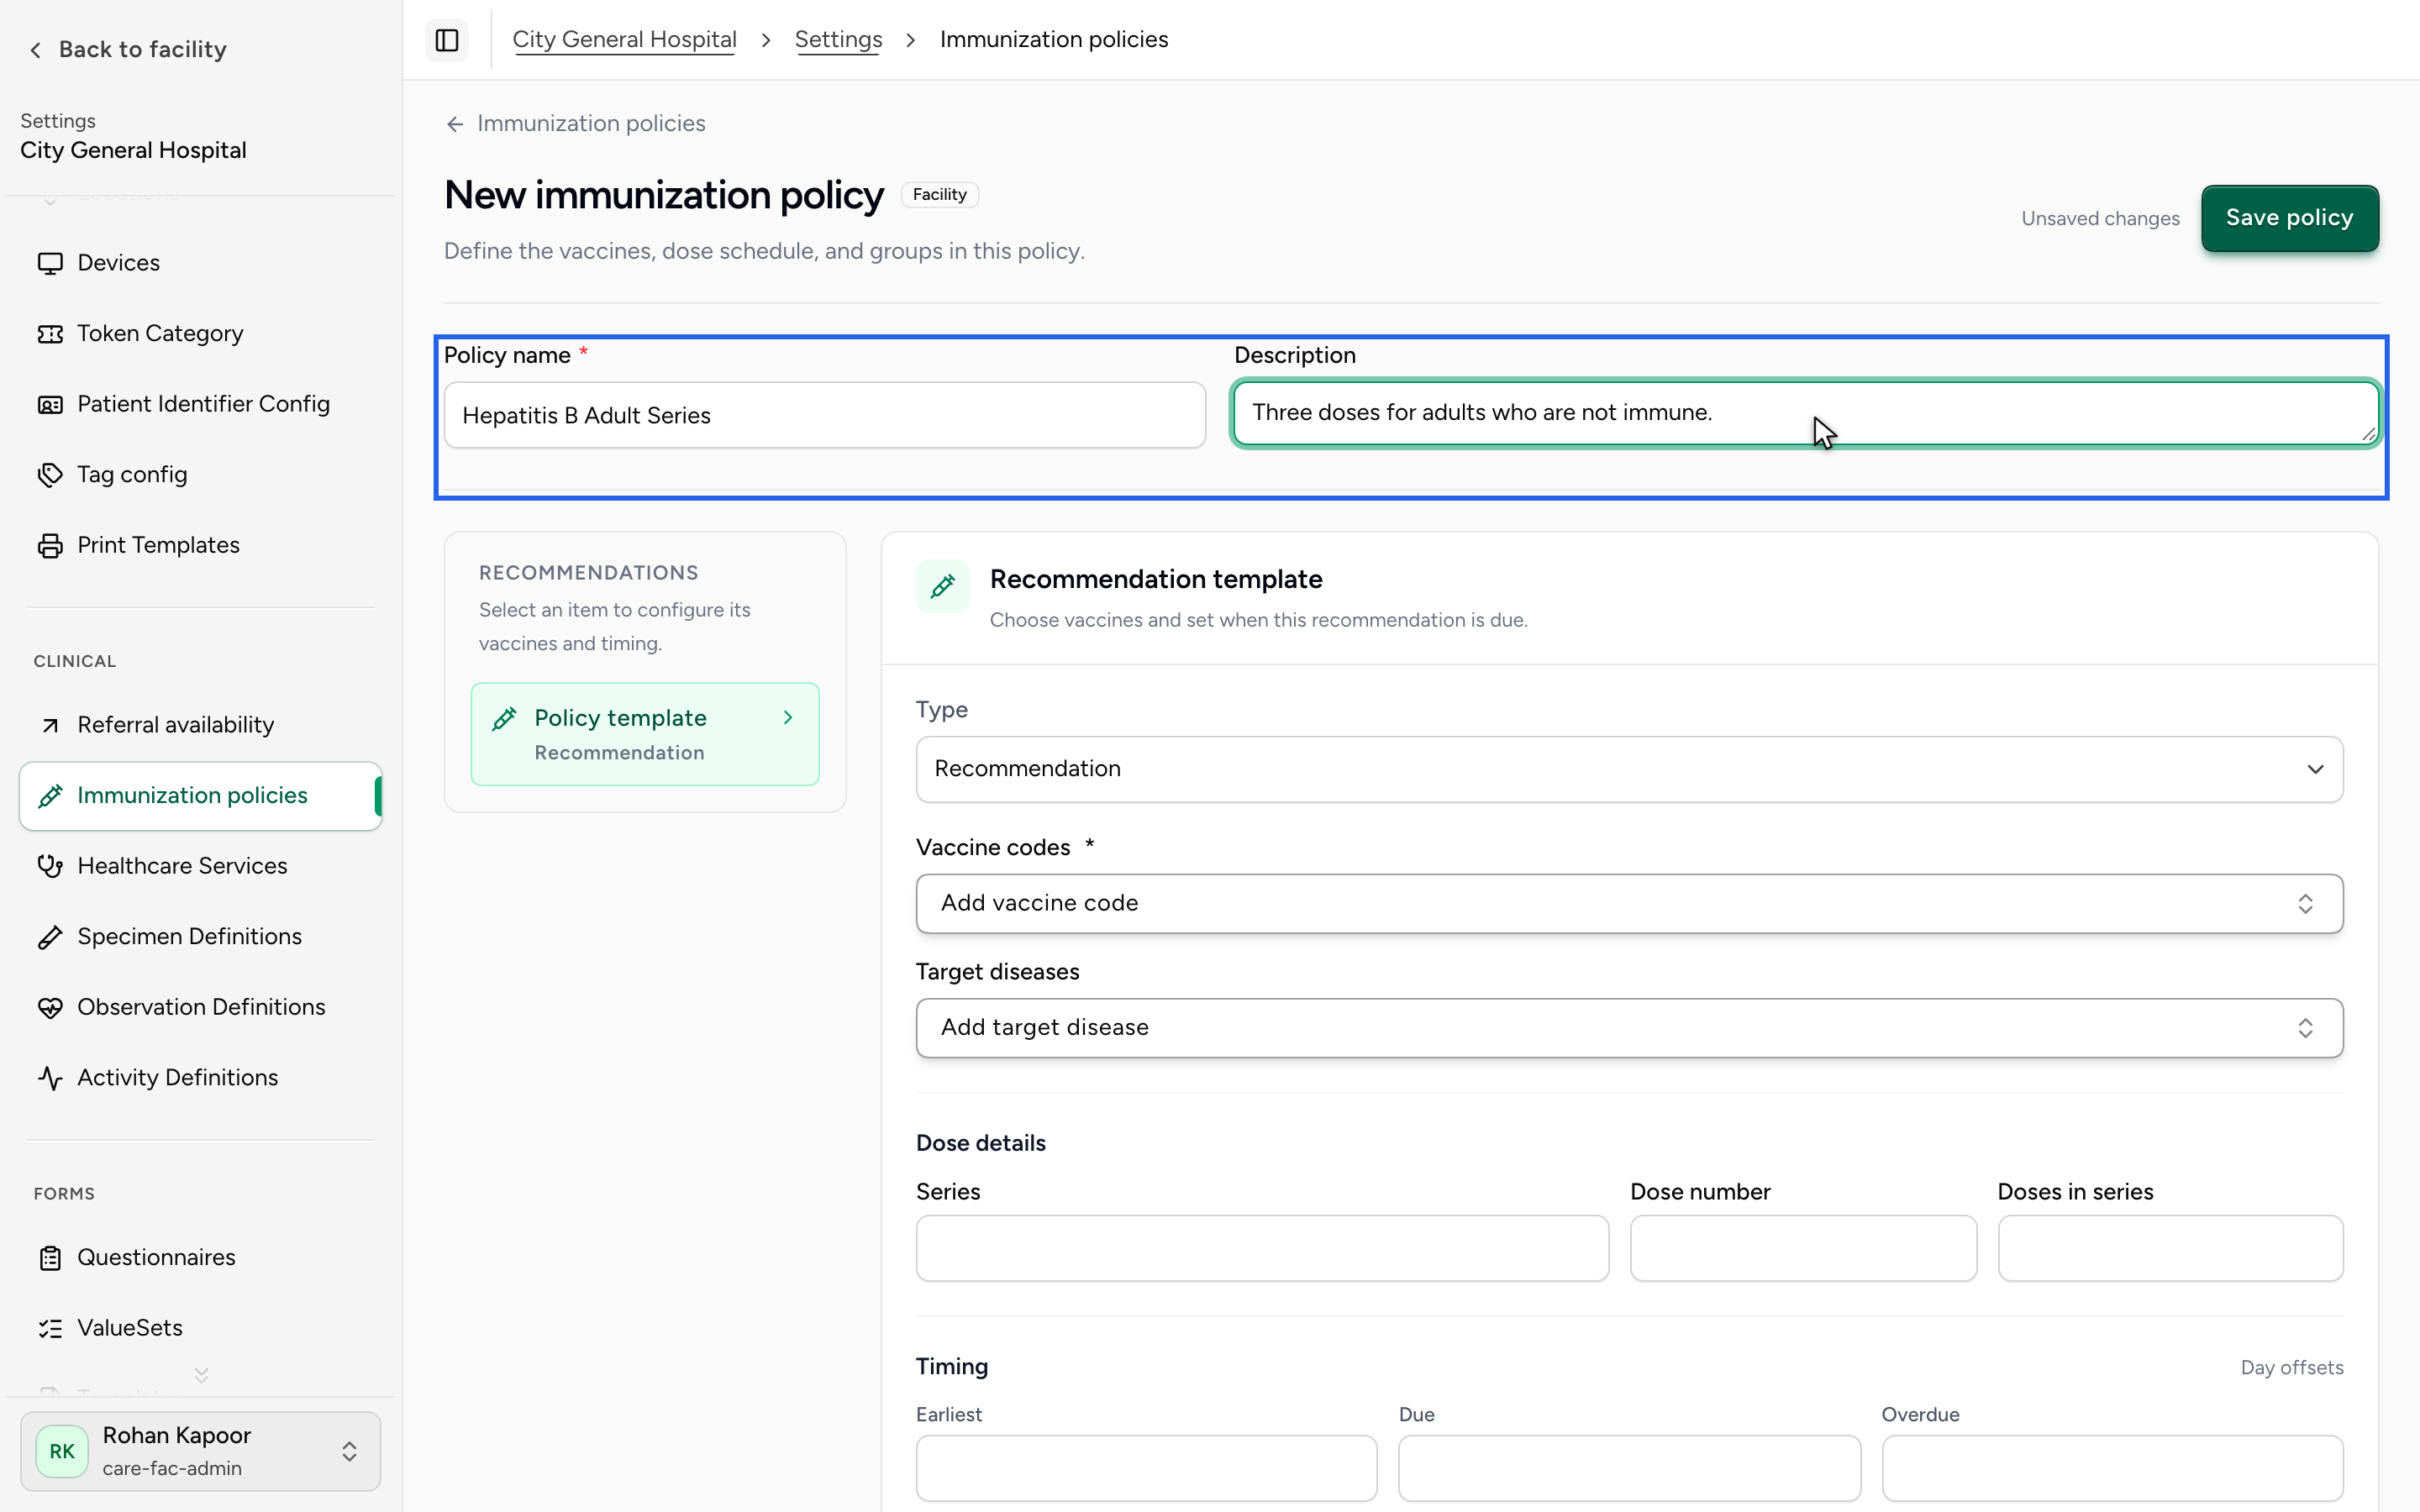 Back to facility
Settings
City General Hospital
Devices
Token Category
Patient Identifier Config
Tag config
Print Templates
CLINICAL
Referral availability
Immunization policies
Healthcare Services
Specimen Definitions
Observation Definitions
Activity Definitions
FORMS
Questionnaires
ValueSets
RK
Rohan Kapoor
care-fac-admin
City General Hospital > Settings > Immunization policies
Immunization policies
New immunization policy Facility
Define the vaccines, dose schedule, and groups in this policy.
Unsaved changes Save policy
Policy name * Description
Hepatitis B Adult Series Three doses for adults who are not immune.
RECOMMENDATIONS
Select an item to configure its
vaccines and timing.
Policy template
Recommendation
Recommendation template
Choose vaccines and set when this recommendation is due.
Type
Recommendation
Vaccine codes *
Add vaccine code
Target diseases
Add target disease
Dose details
Series Dose number Doses in series
Timing Day offsets
Earliest Due Overdue